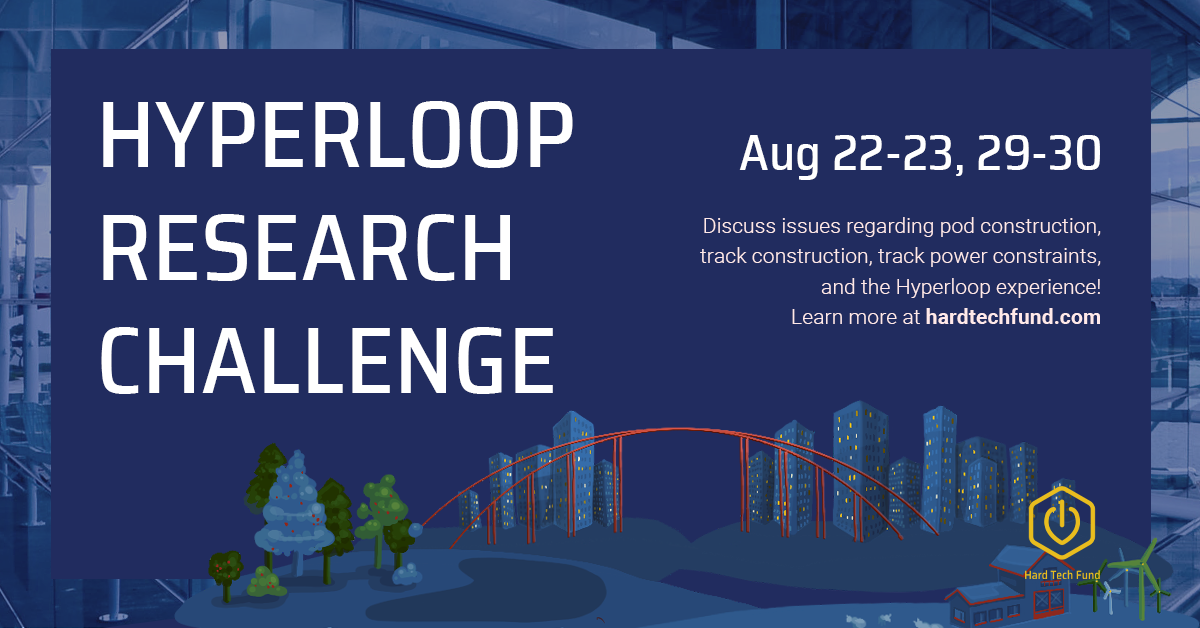 HYPERLOOP
RESEARCH
CHALLENGE
Aug 22-23, 29-30
Discuss issues regarding pod construction,
track construction, track power constraints,
and the Hyperloop experience!
Learn more at hardtechfund.com
Hard Tech Fund